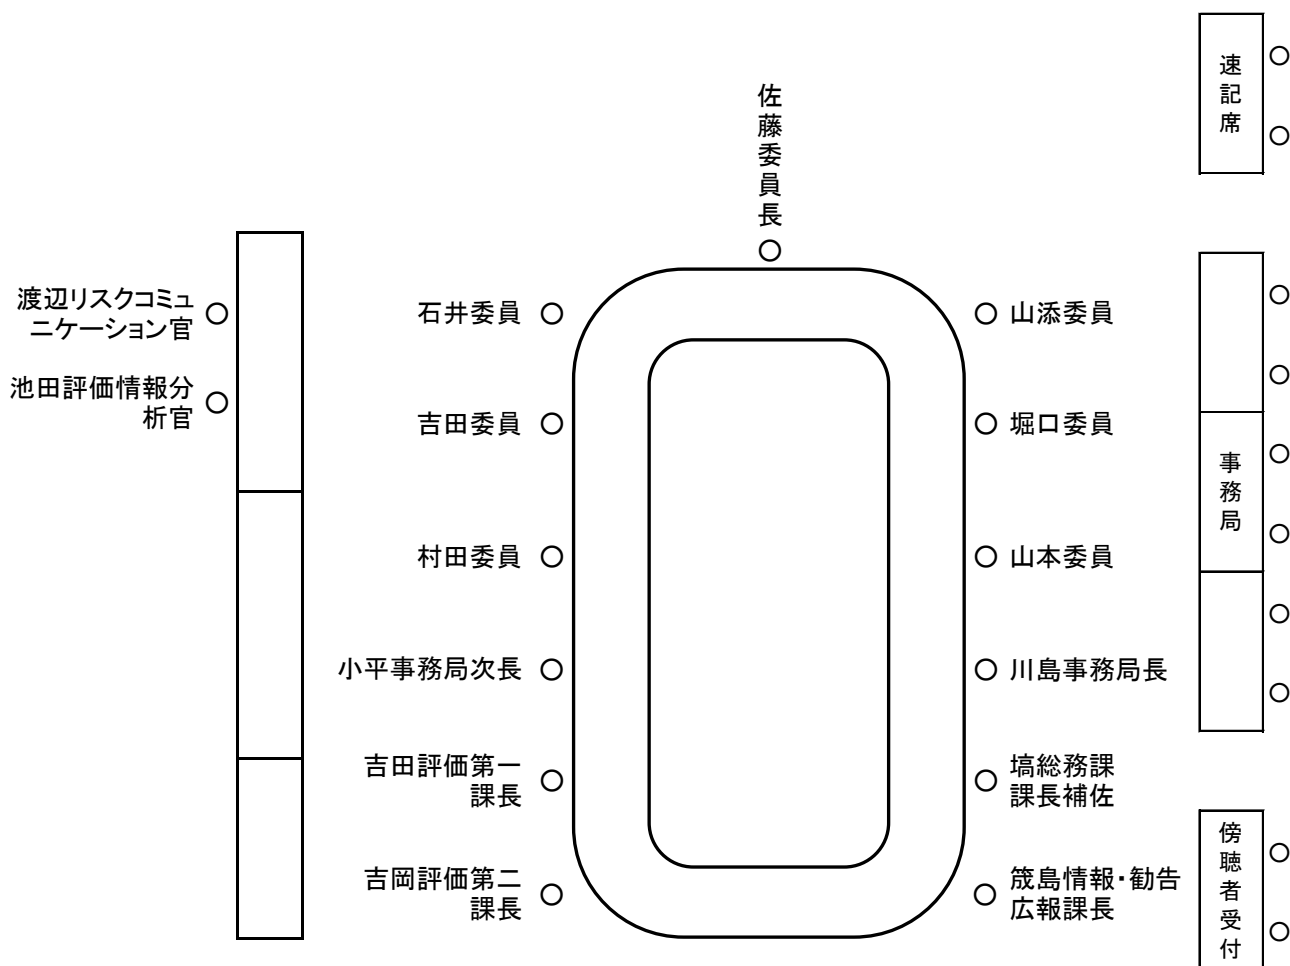 速記席
佐藤委員長
渡辺リスクコミュ
ニケーション官
池田評価情報分
析官
石井委員
山添委員
吉田委員
堀口委員
事務局
村田委員
山本委員
小平事務局次長
川島事務局長
吉田評価第一
課長
塙総務課
課長補佐
吉岡評価第二
課長
筬島情報・勧告
広報課長
傍聴者受付